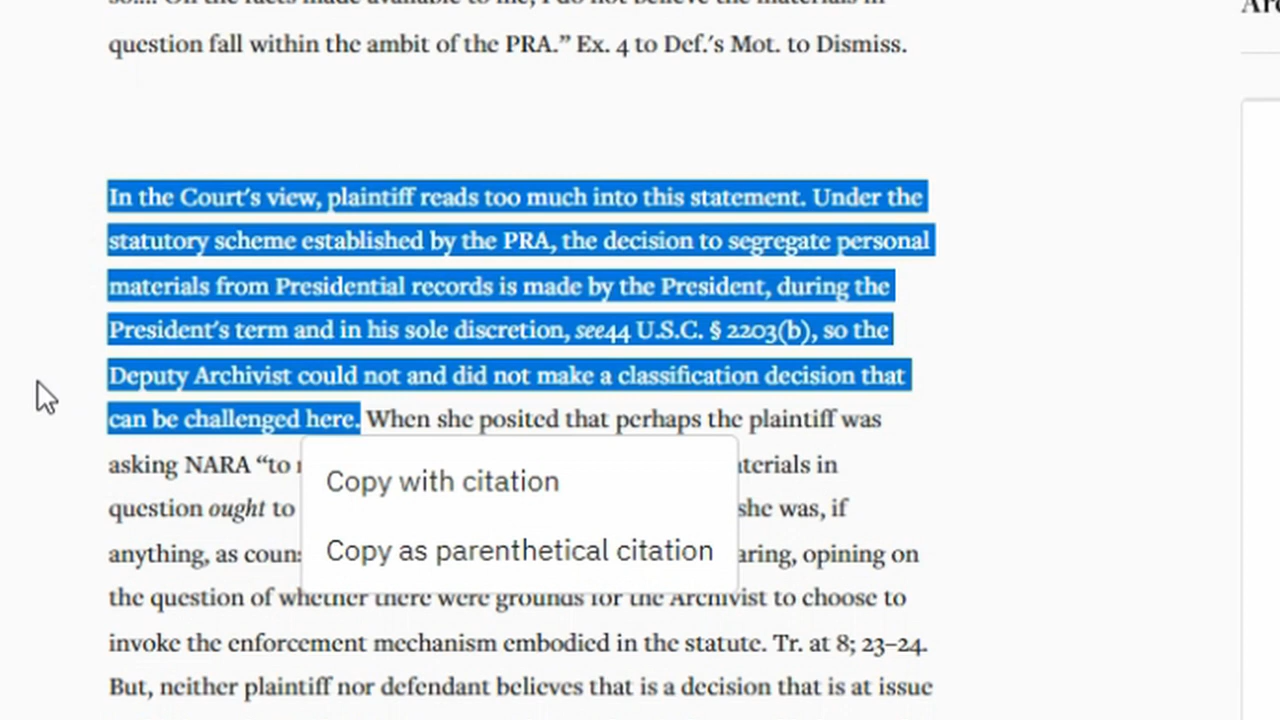 question fall within the ambit of the PRA.” Ex. 4 to Def.'s Mot. to Dismiss.
In the Court's view, plaintiff reads too much into this statement. Under the
statutory scheme established by the PRA, the decision to segregate personal
materials from Presidential records is made by the President, during the
President's term and in his sole discretion, see44 U.S.C. § 2203(b), so the
Deputy Archivist could not and did not make a classification decision that
can be challenged here. When she posited that perhaps the plaintiff was
asking NARA “to
question ought to she was, if
Copy with citation
anything, as opining on
Copy as parenthetical citation
the question of whether there were grounds for the Archivist to choose to
invoke the enforcement mechanism embodied in the statute. Tr. at 8; 23–24.
But, neither plaintiff nor defendant believes that is a decision that is at issue